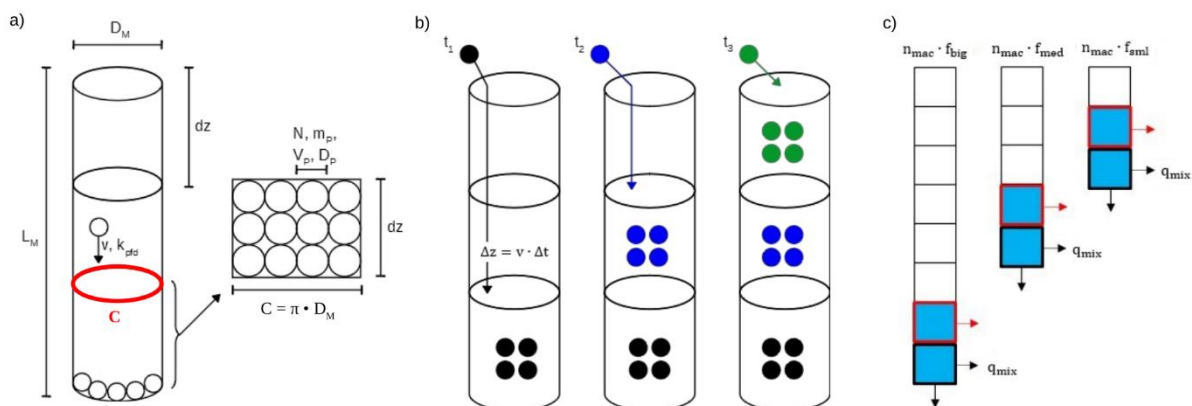 a)
D_M
dz
L_M
v, k_pfd
C
N, m_p,
V_p, D_p
dz
C = π • D_M
b)
t_1
t_2
t_3
Δz = v · Δt
c)
n_mac · f_big
n_mac · f_med
n_mac · f_sml
q_mix
q_mix
q_mix